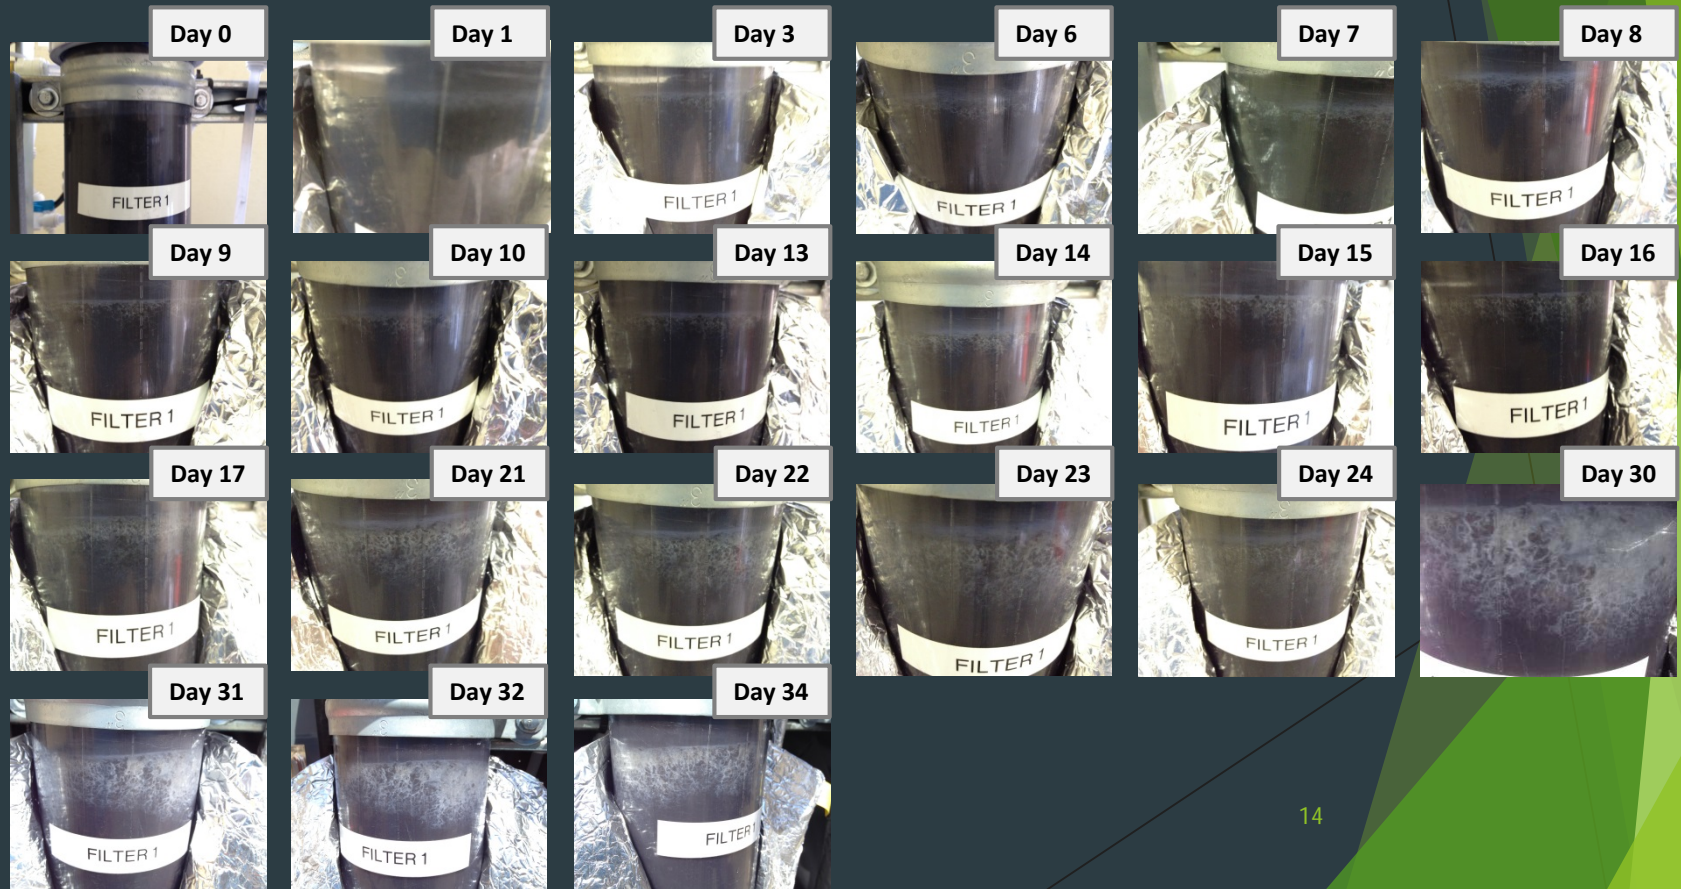 Day 0
Day 1
Day 3
Day 6
Day 7
Day 8
FILTER 1
FILTER 1
FILTER 1
FILTER 1
Day 9
Day 10
Day 13
Day 14
Day 15
Day 16
FILTER 1
FILTER 1
FILTER 1
FILTER 1
FILTER 1
FILTER 1
Day 17
Day 21
Day 22
Day 23
Day 24
Day 30
FILTER 1
FILTER 1
FILTER 1
FILTER 1
FILTER 1
Day 31
Day 32
Day 34
FILTER 1
FILTER 1
FILTER 1
14